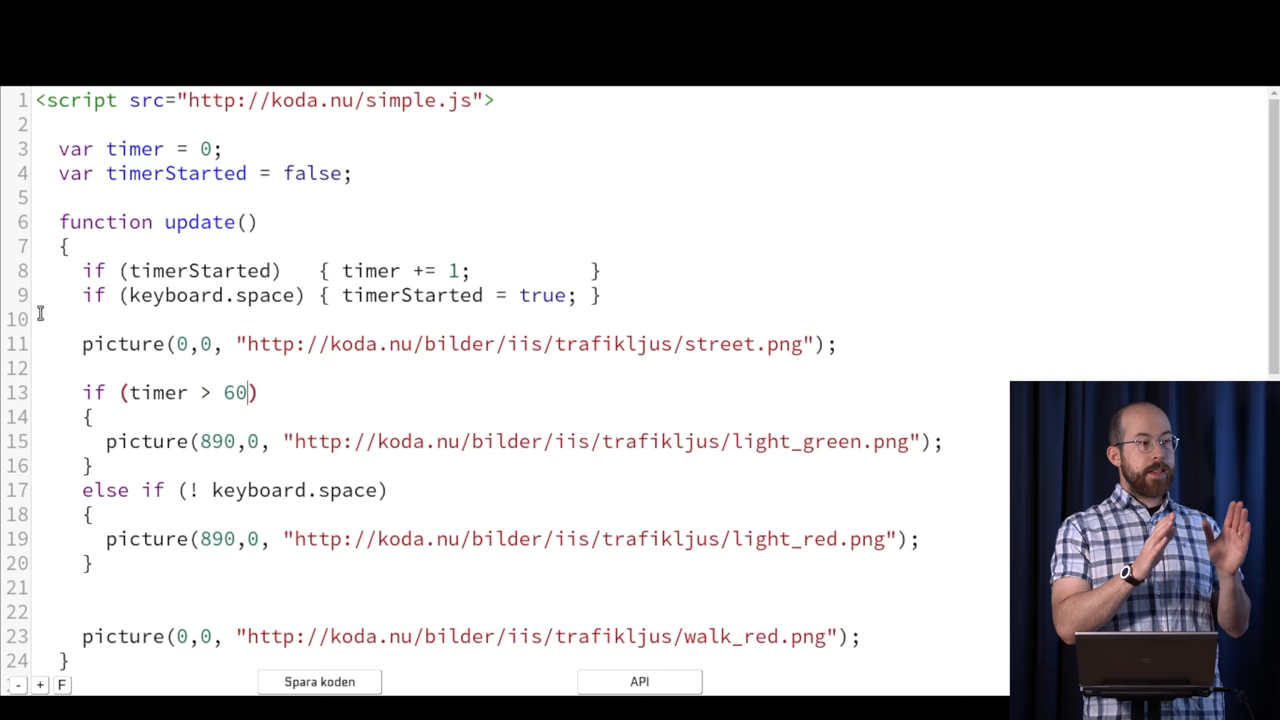 1 <script src="http://koda.nu/simple.js">
2
3 var timer = 0;
4 var timerStarted = false;
5
6 function update()
7 {
8 if (timerStarted) { timer += 1; }
9 if (keyboard.space) { timerStarted = true; }
10
11 picture(0,0, "http://koda.nu/bilder/iis/trafikljus/street.png");
12
13 if (timer > 60)
14 {
15 picture(890,0, "http://koda.nu/bilder/iis/trafikljus/light_green.png");
16 }
17 else if (! keyboard.space)
18 {
19 picture(890,0, "http://koda.nu/bilder/iis/trafikljus/light_red.png");
20 }
21
22
23 picture(0,0, "http://koda.nu/bilder/iis/trafikljus/walk_red.png");
24 }
- + F Spara koden API